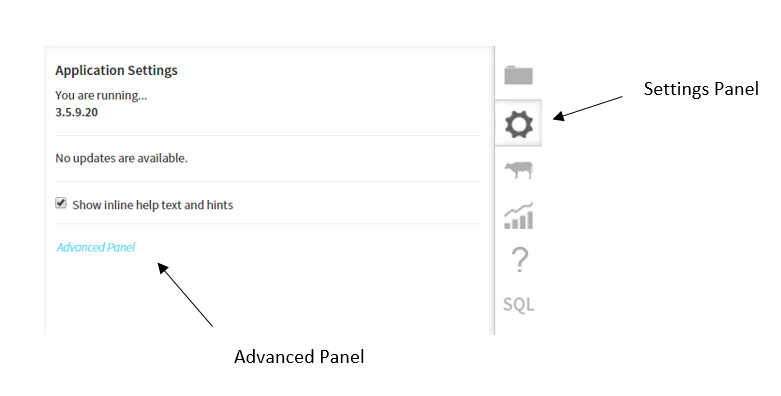 Application Settings
You are running...
3.5.9.20
No updates are available.
Show inline help text and hints
Advanced Panel
?
SQL
Settings Panel
Advanced Panel